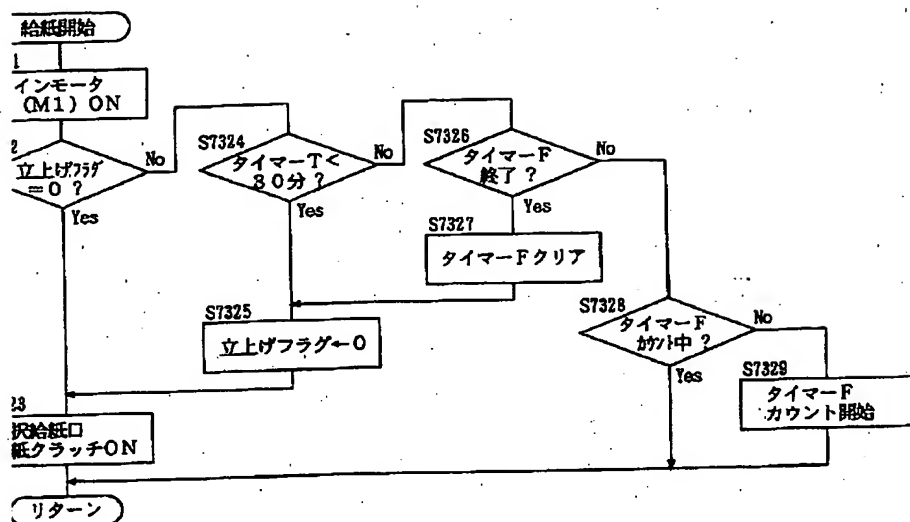 給紙開始
1
インモータ
(M1) ON
2
立上げフラグ
=0 ?
No
Yes
S7324
タイマーT<
30分 ?
No
Yes
S7326
タイマーF
終了 ?
No
Yes
S7327
タイマーFクリア
S7325
立上げフラグ←0
S7328
タイマーF
カウント中 ?
No
Yes
S7329
タイマーF
カウント開始
23
択給紙口
紙クラッチON
リターン